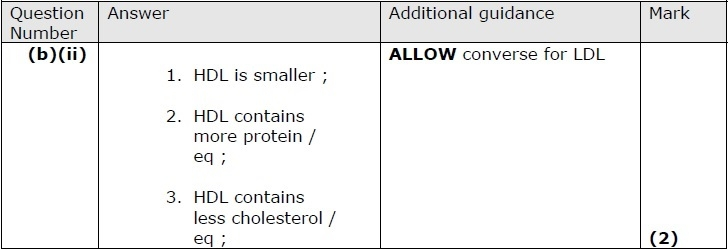 Question Number Answer Additional guidance Mark
(b)(ii) ALLOW converse for LDL
1. HDL is smaller ;
2. HDL contains
more protein /
eq ;
3. HDL contains
less cholesterol /
eq ; (2)